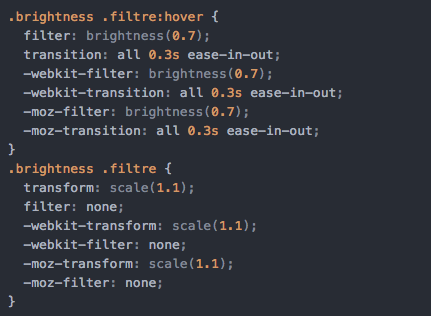 .brightness .filtre:hover {
filter: brightness(0.7);
transition: all 0.3s ease-in-out;
-webkit-filter: brightness(0.7);
-webkit-transition: all 0.3s ease-in-out;
-moz-filter: brightness(0.7);
-moz-transition: all 0.3s ease-in-out;
}
.brightness .filtre {
transform: scale(1.1);
filter: none;
-webkit-transform: scale(1.1);
-webkit-filter: none;
-moz-transform: scale(1.1);
-moz-filter: none;
}